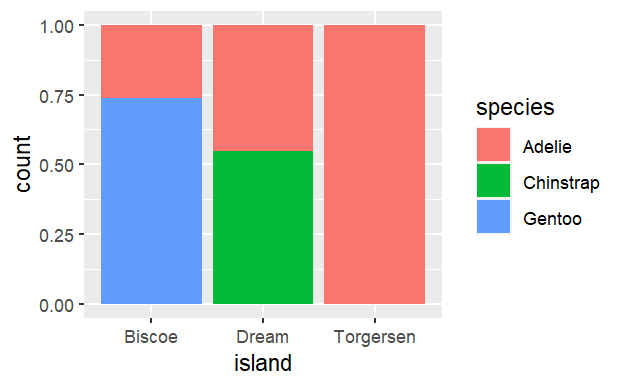 1.00
0.75
0.50
0.25
0.00
count
Biscoe
Dream
Torgersen
island
species
Adelie
Chinstrap
Gentoo